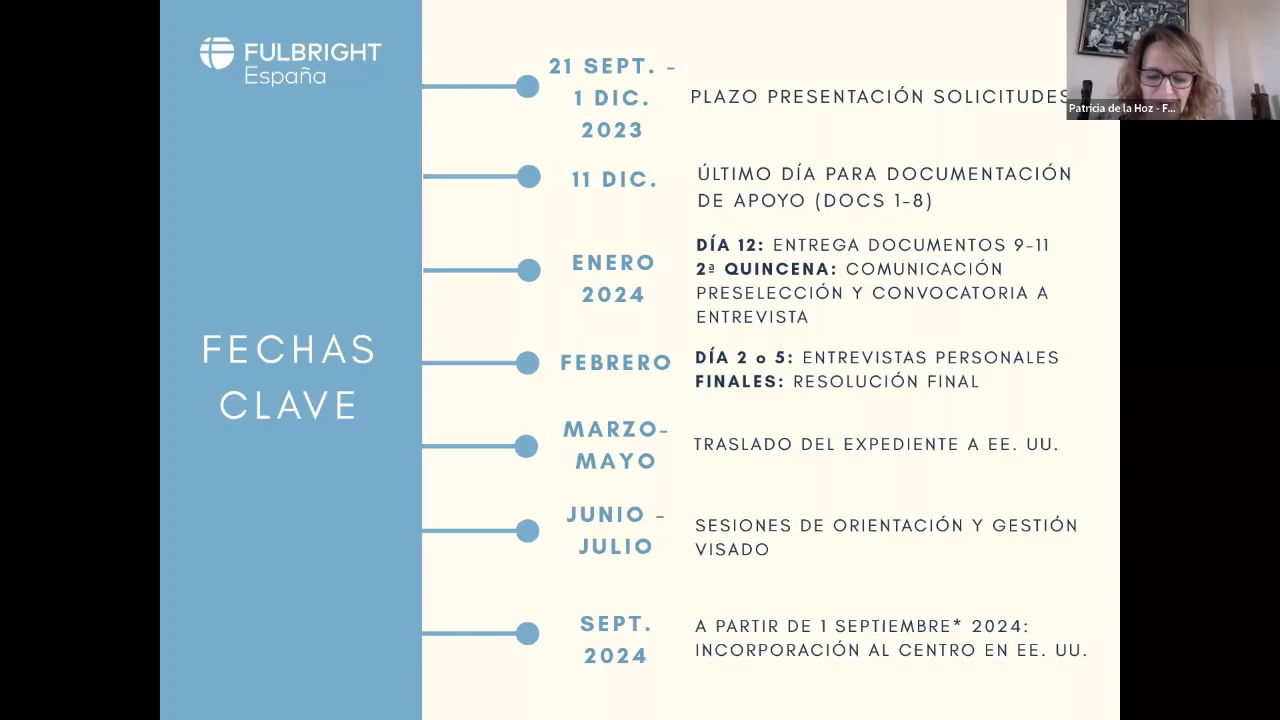 FULBRIGHT
España
FECHAS
CLAVE
21 SEPT. -
1 DIC.
2023
PLAZO PRESENTACIÓN SOLICITUDES
11 DIC.
ÚLTIMO DÍA PARA DOCUMENTACIÓN
DE APOYO (DOCS 1-8)
ENERO
2024
DÍA 12: ENTREGA DOCUMENTOS 9-11
2ª QUINCENA: COMUNICACIÓN
PRESELECCIÓN Y CONVOCATORIA A
ENTREVISTA
FEBRERO
DÍA 2 o 5: ENTREVISTAS PERSONALES
FINALES: RESOLUCIÓN FINAL
MARZO-
MAYO
TRASLADO DEL EXPEDIENTE A EE. UU.
JUNIO -
JULIO
SESIONES DE ORIENTACIÓN Y GESTIÓN
VISADO
SEPT.
2024
A PARTIR DE 1 SEPTIEMBRE* 2024:
INCORPORACIÓN AL CENTRO EN EE. UU.
Patricia de la Hoz - F...